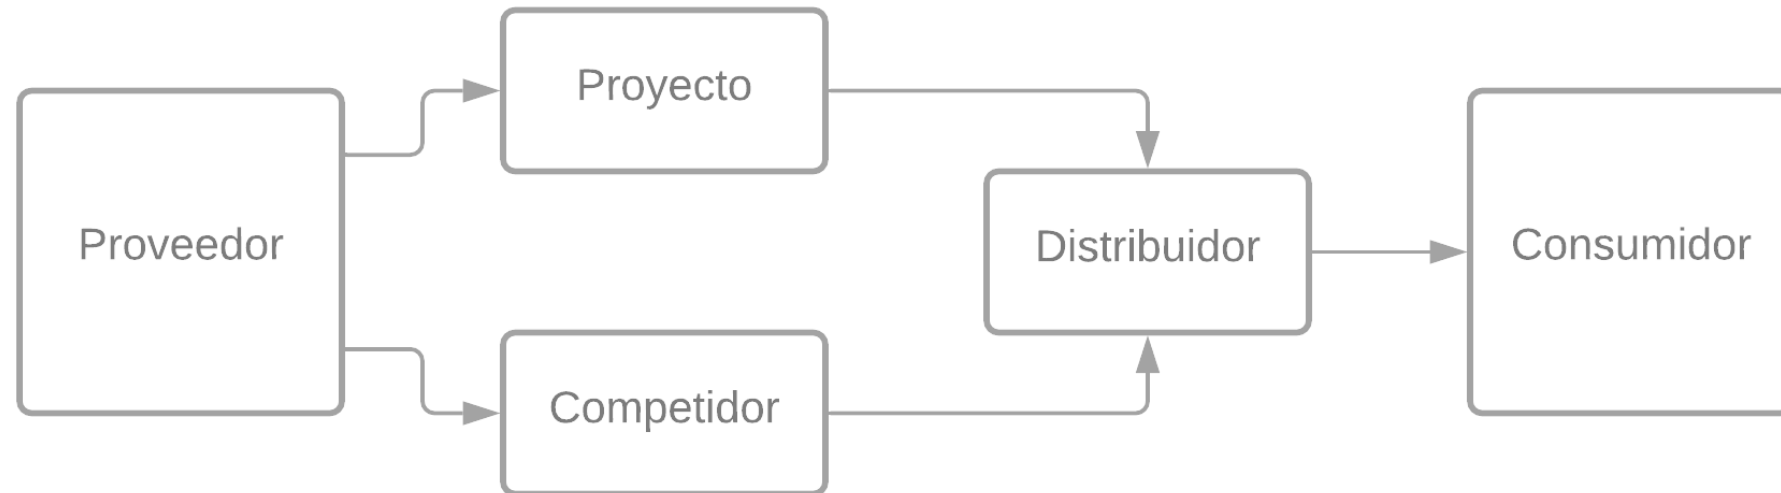 Proyecto
Proveedor
Distribuidor
Consumidor
Competidor